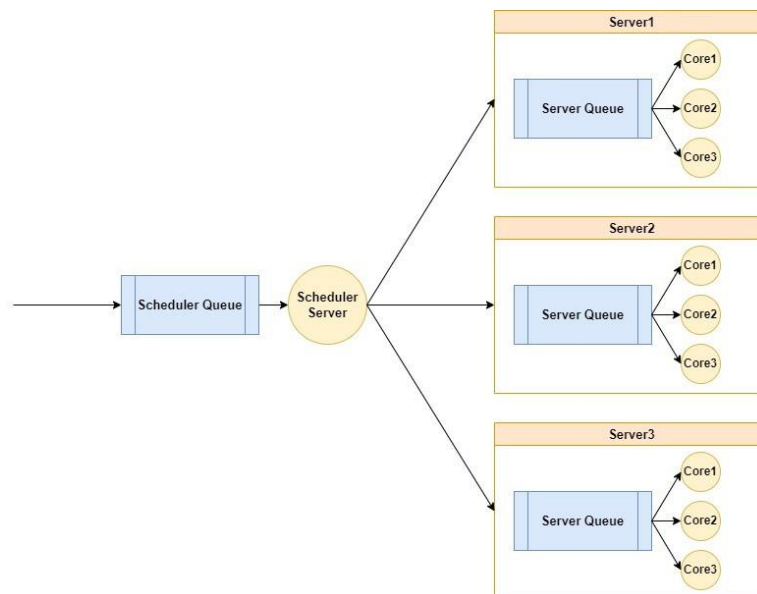 Server1
Core1
Server Queue
Core2
Core3
Server2
Core1
Scheduler Queue
Scheduler
Server
Server Queue
Core2
Core3
Server3
Core1
Server Queue
Core2
Core3